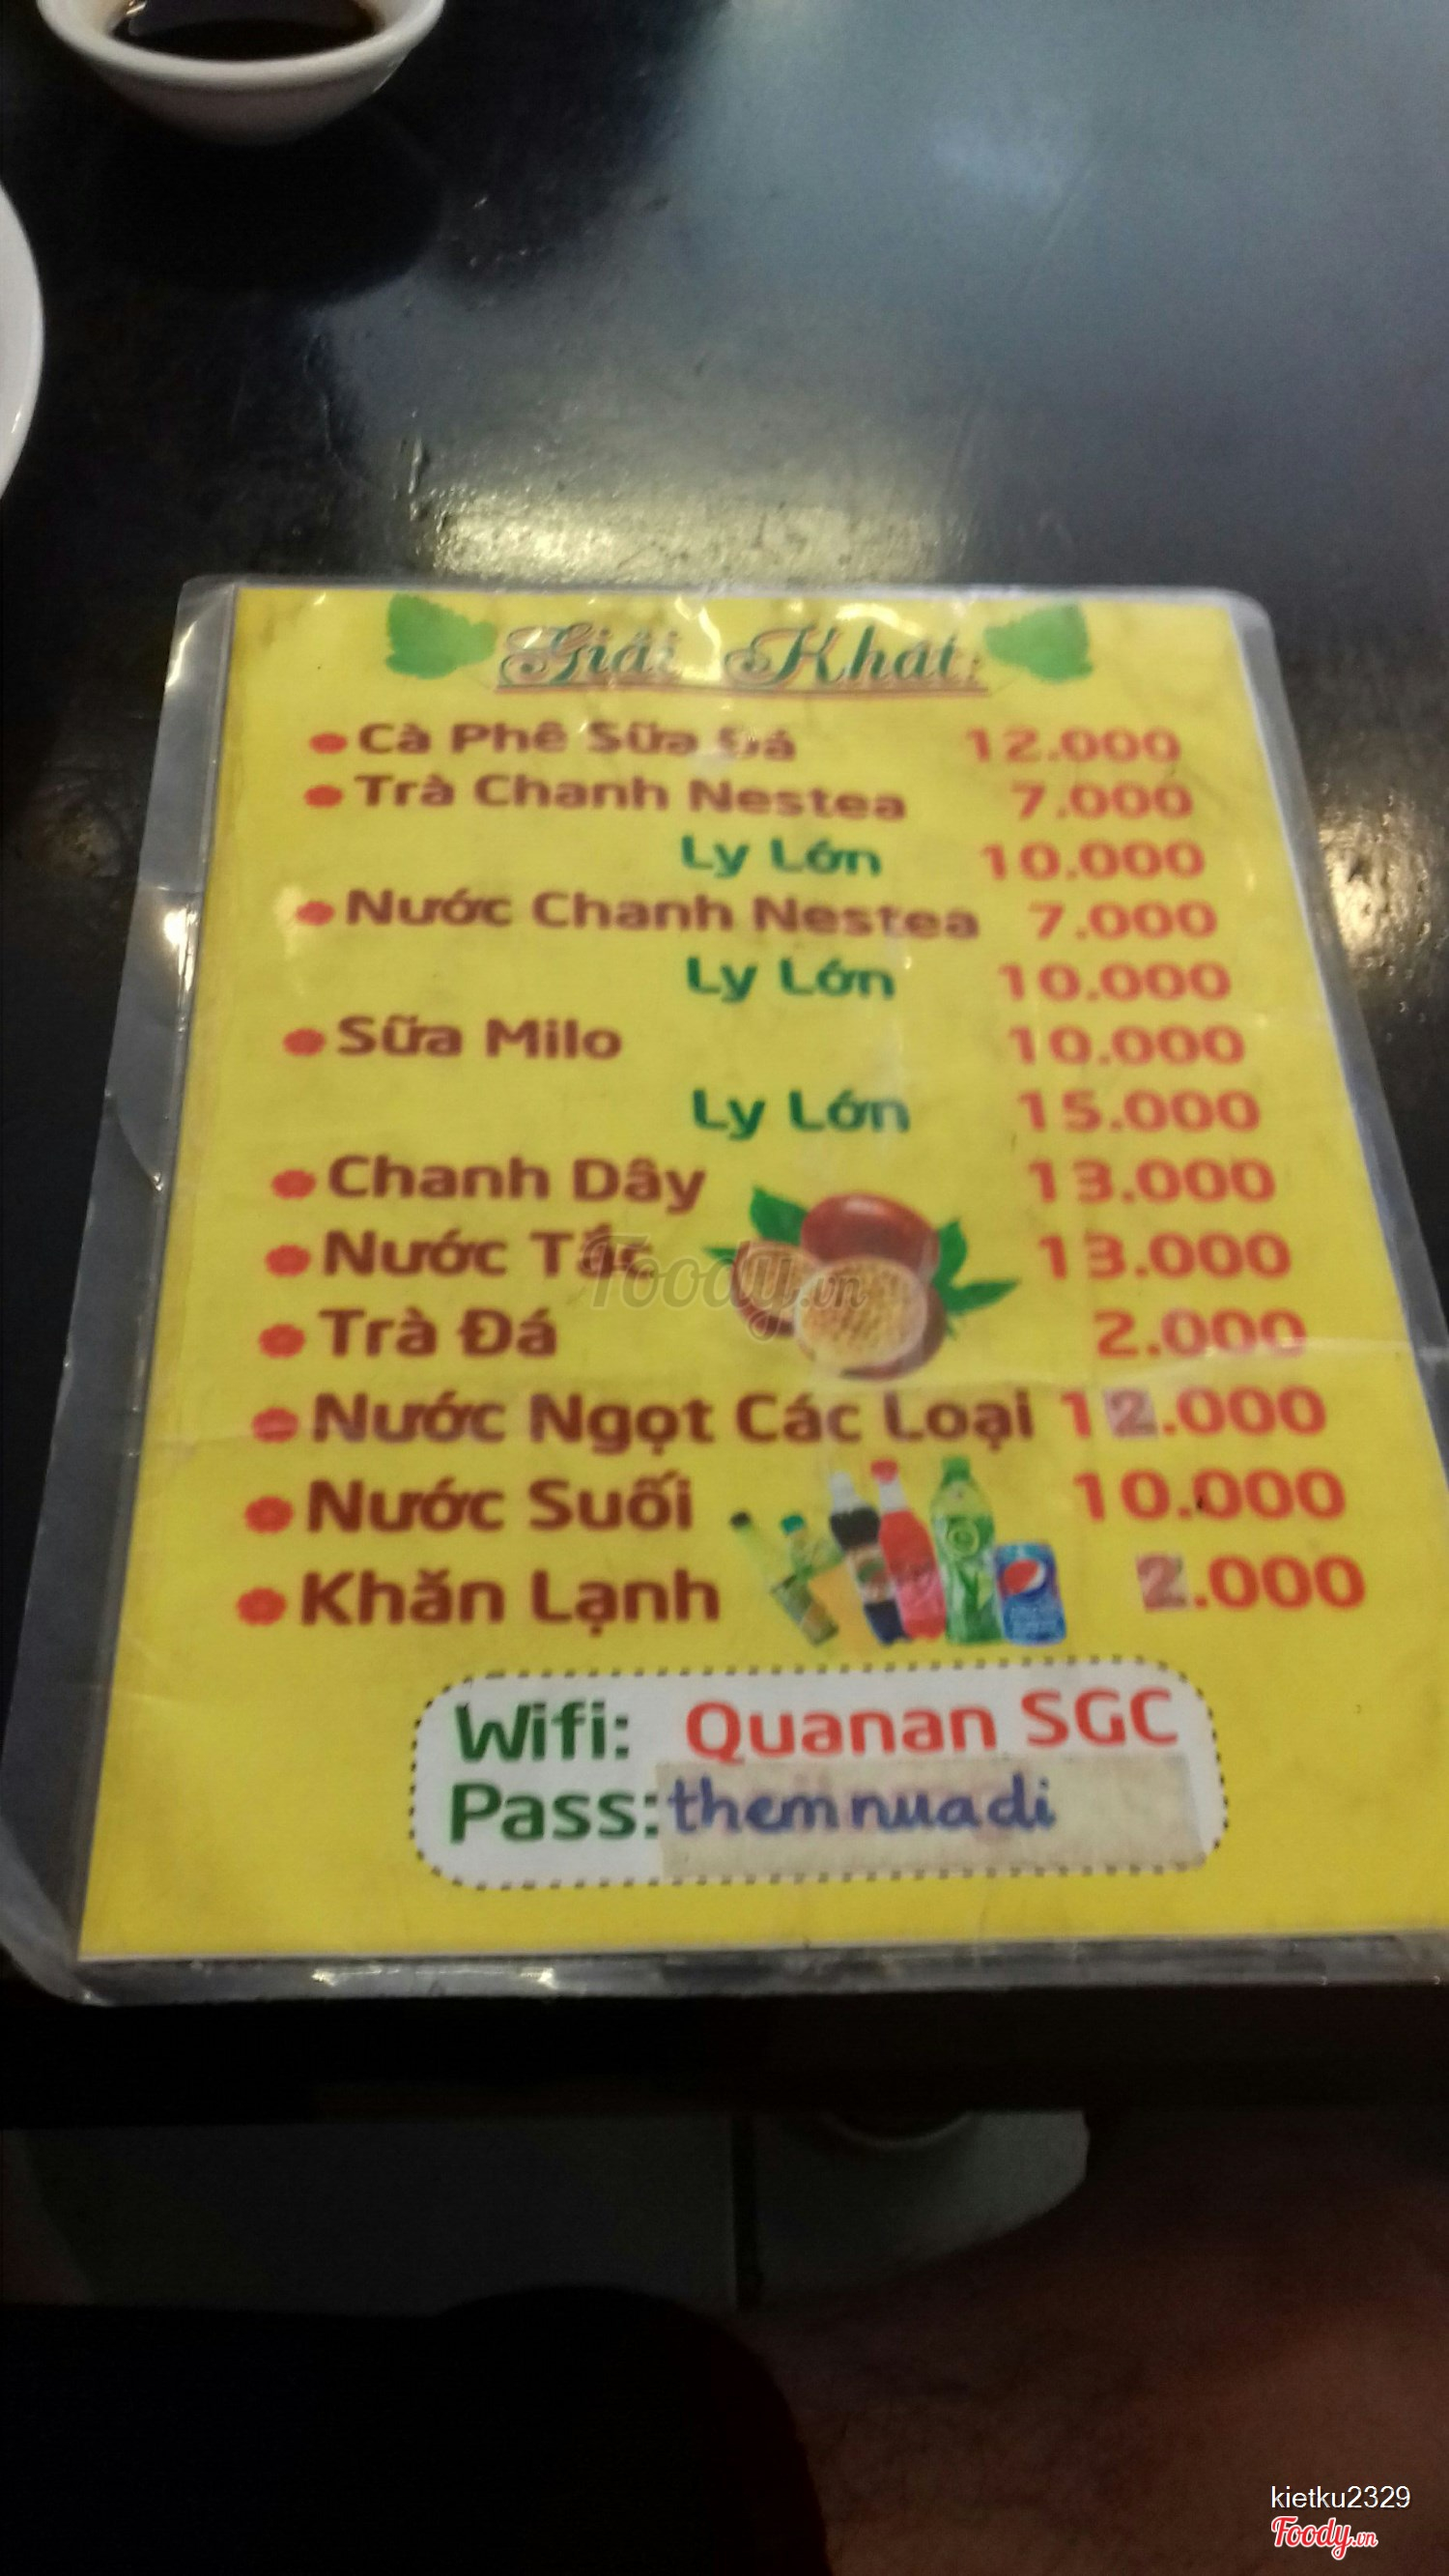 Giải Khát:
Cà Phê Sữa Đá 12.000
Trà Chanh Nestea 7.000
Ly Lớn 10.000
Nước Chanh Nestea 7.000
Ly Lớn 10.000
Sữa Milo 10.000
Ly Lớn 15.000
Chanh Dây 13.000
Nước Tắc 13.000
Foody.vn
Trà Đá 2.000
Nước Ngọt Các Loại 12.000
Nước Suối 10.000
Khăn Lạnh 2.000
Wifi: Quanan SGC
Pass: themnuadi
kietku2329
Foody.vn